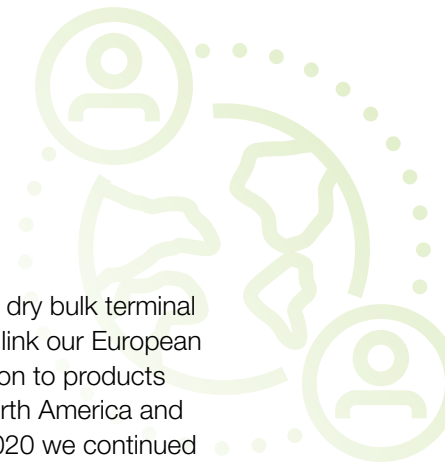 dry bulk terminal
link our European
on to products
rth America and
020 we continued